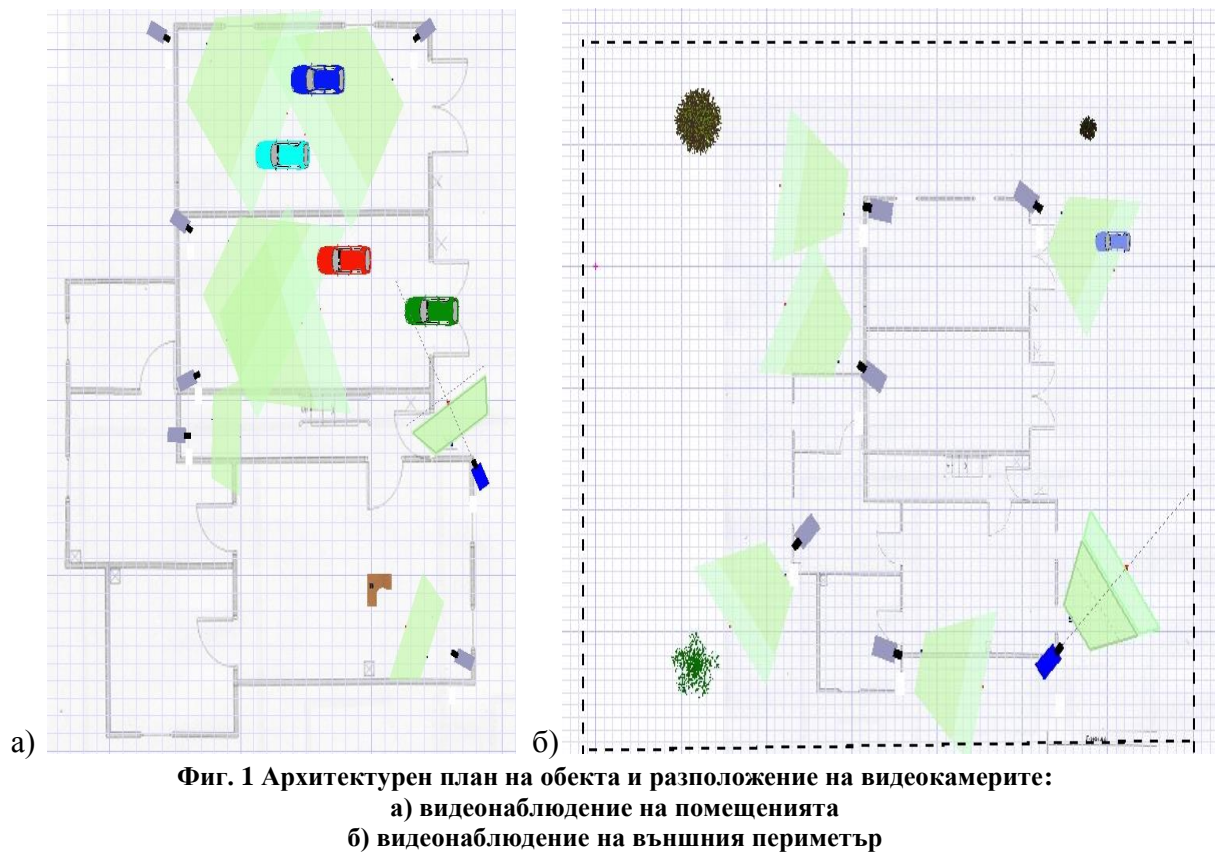 а)
б)
Фиг. 1 Архитектурен план на обекта и разположение на видеокамерите:
а) видеонаблюдение на помещенията
б) видеонаблюдение на външния периметър